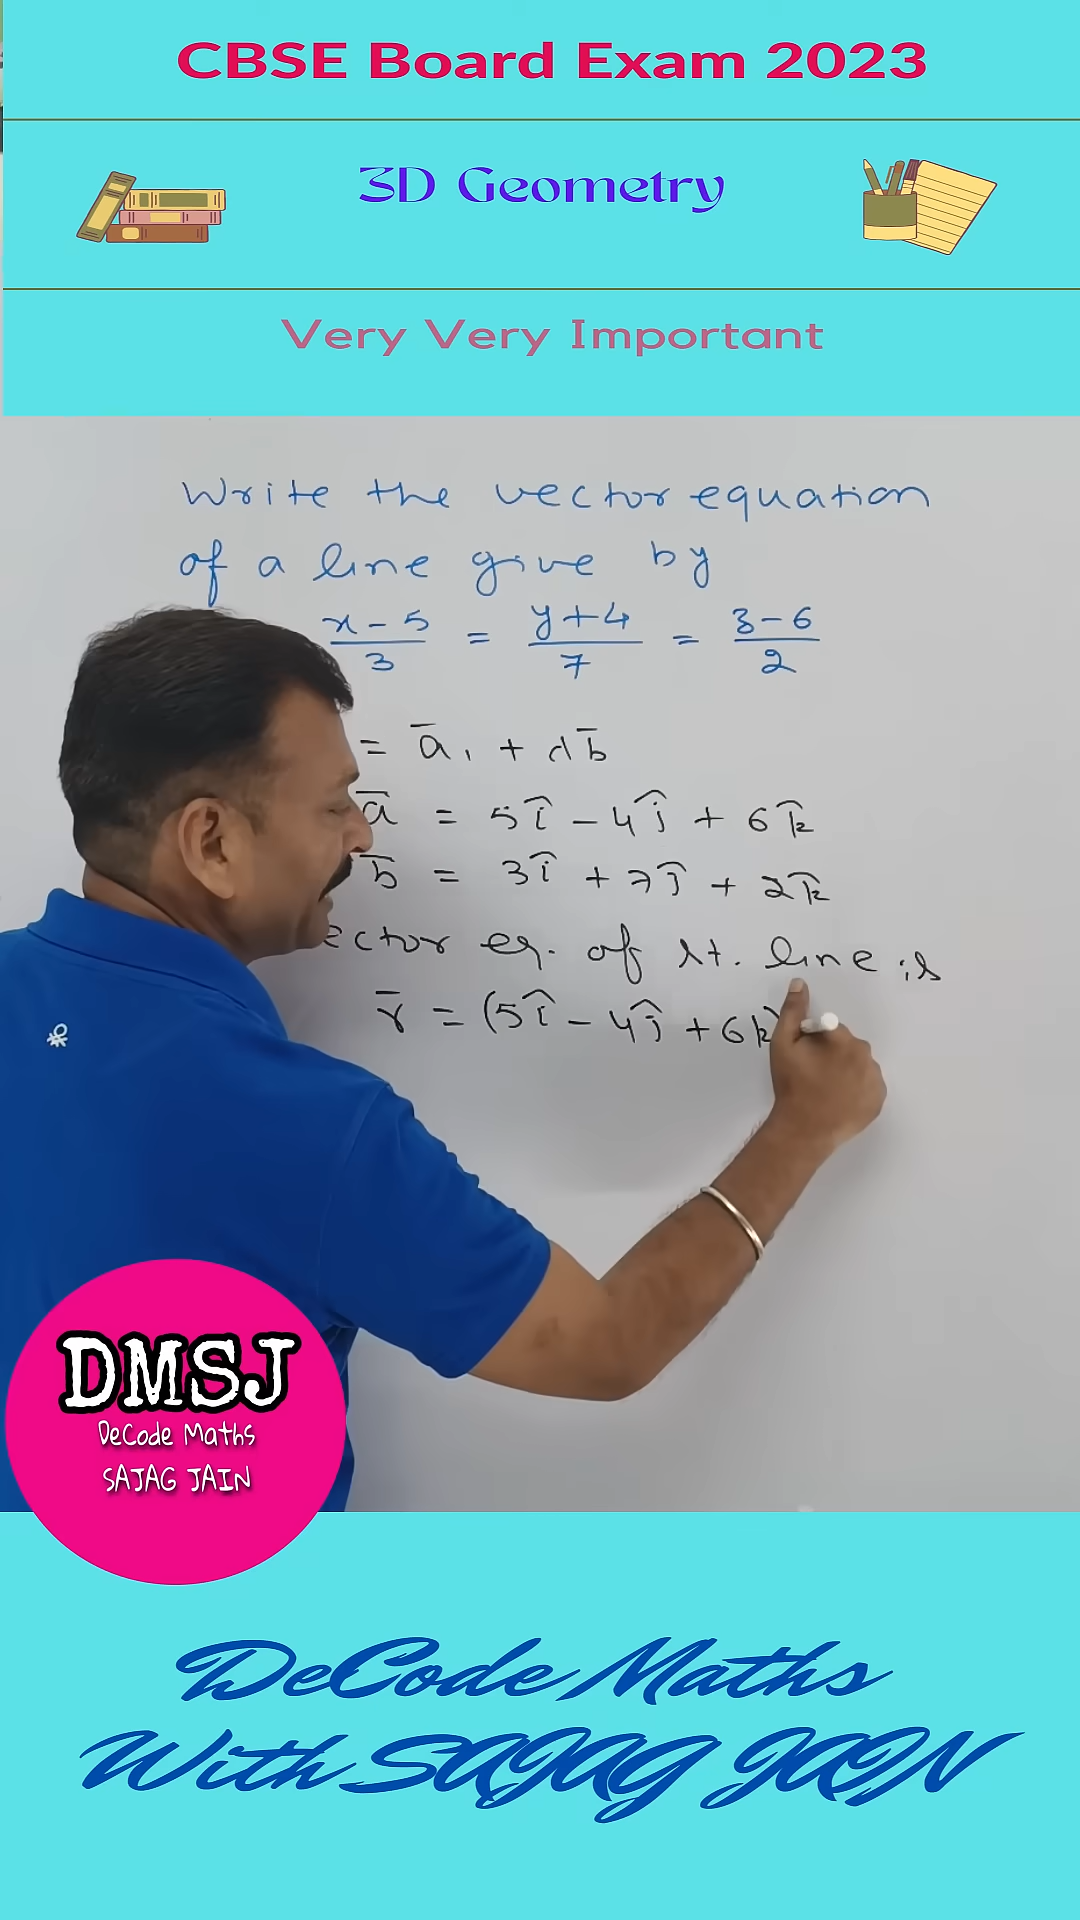 CBSE Board Exam 2023
3D Geometry
Very Very Important
Write the vector equation
of a line give by
x - 5 / 3 = y + 4 / 7 = z - 6 / 2
= a̅₁ + λb̅
a̅ = 5î - 4ĵ + 6k̂
b̅ = 3î + 7ĵ + 2k̂
ector eq. of st. line is
r̅ = (5î - 4ĵ + 6k̂)
DMSJ
DeCode Maths
SAJAG JAIN
DeCode Maths
With SAJAG JAIN